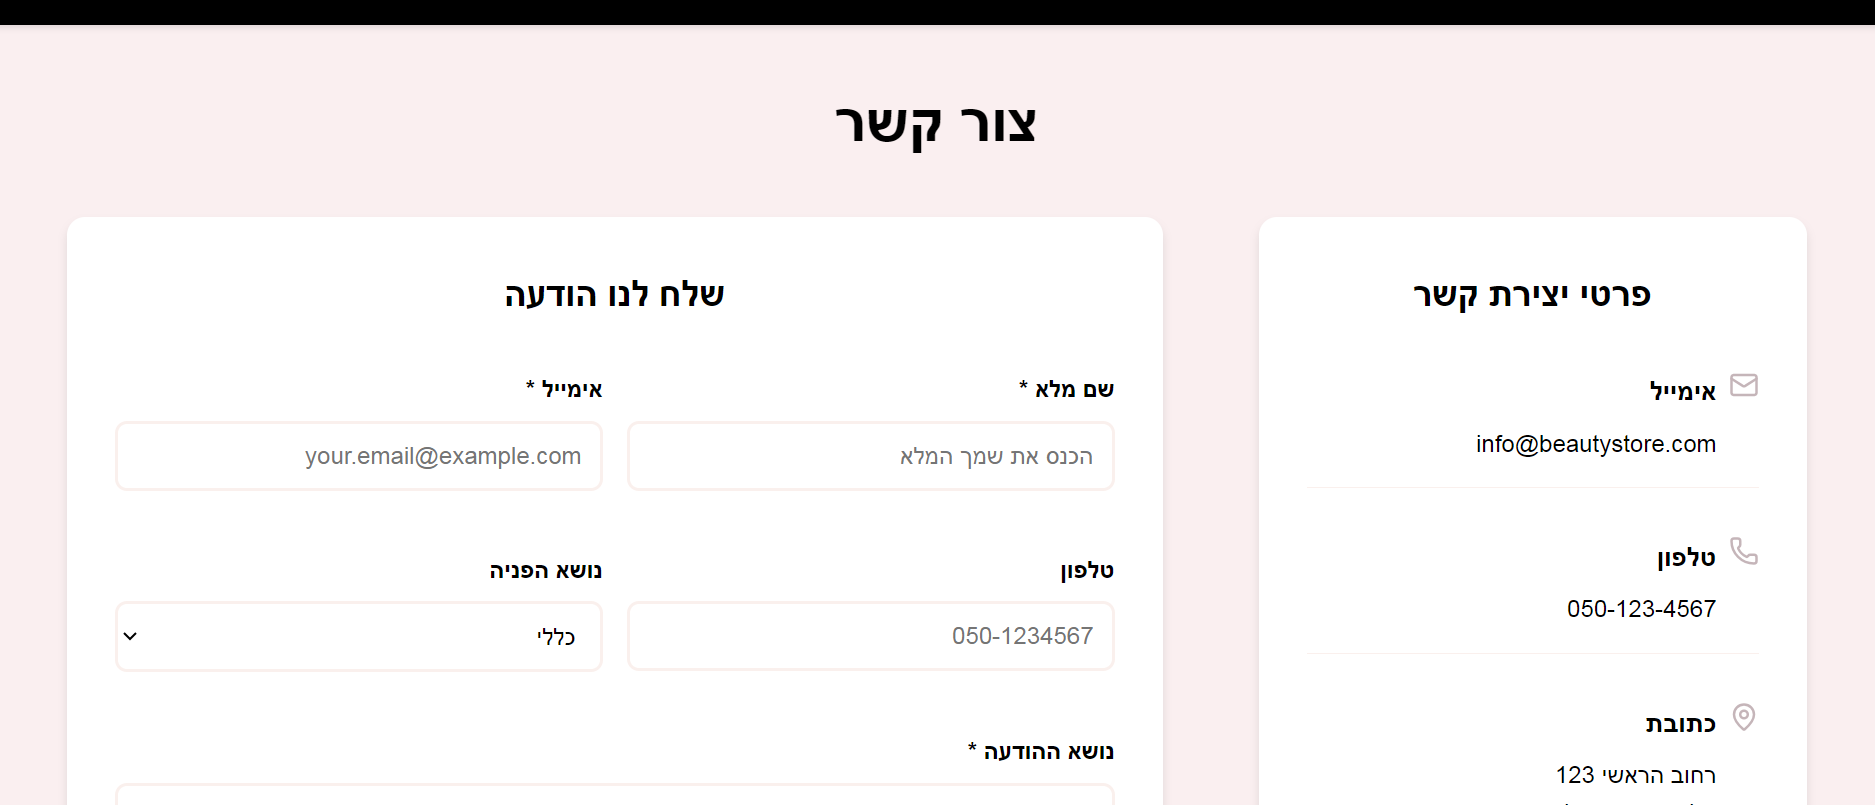 צור קשר
פרטי יצירת קשר
אימייל
info@beautystore.com
טלפון
050-123-4567
כתובת
רחוב הראשי 123
שלח לנו הודעה
שם מלא *
הכנס את שמך המלא
אימייל *
your.email@example.com
טלפון
050-1234567
נושא הפניה
כללי
נושא ההודעה *